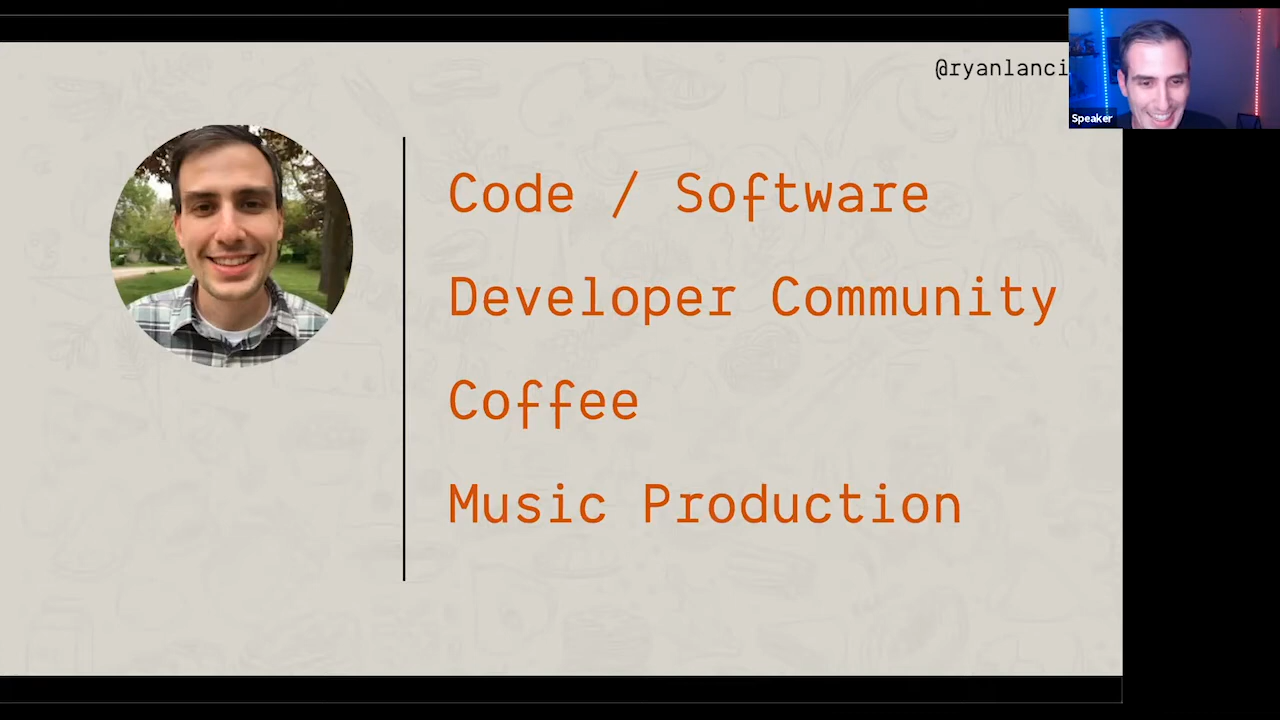 @ryanlanci
Speaker
Code / Software
Developer Community
Coffee
Music Production